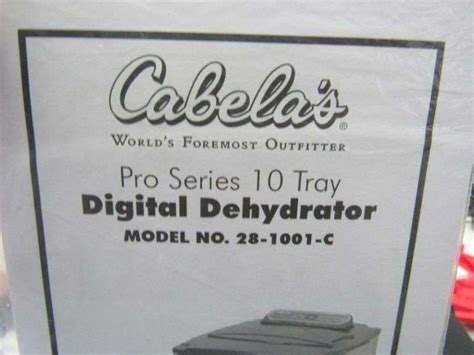 Cabela's®
WORLD'S FOREMOST OUTFITTER
Pro Series 10 Tray
Digital Dehydrator
MODEL NO. 28-1001-C